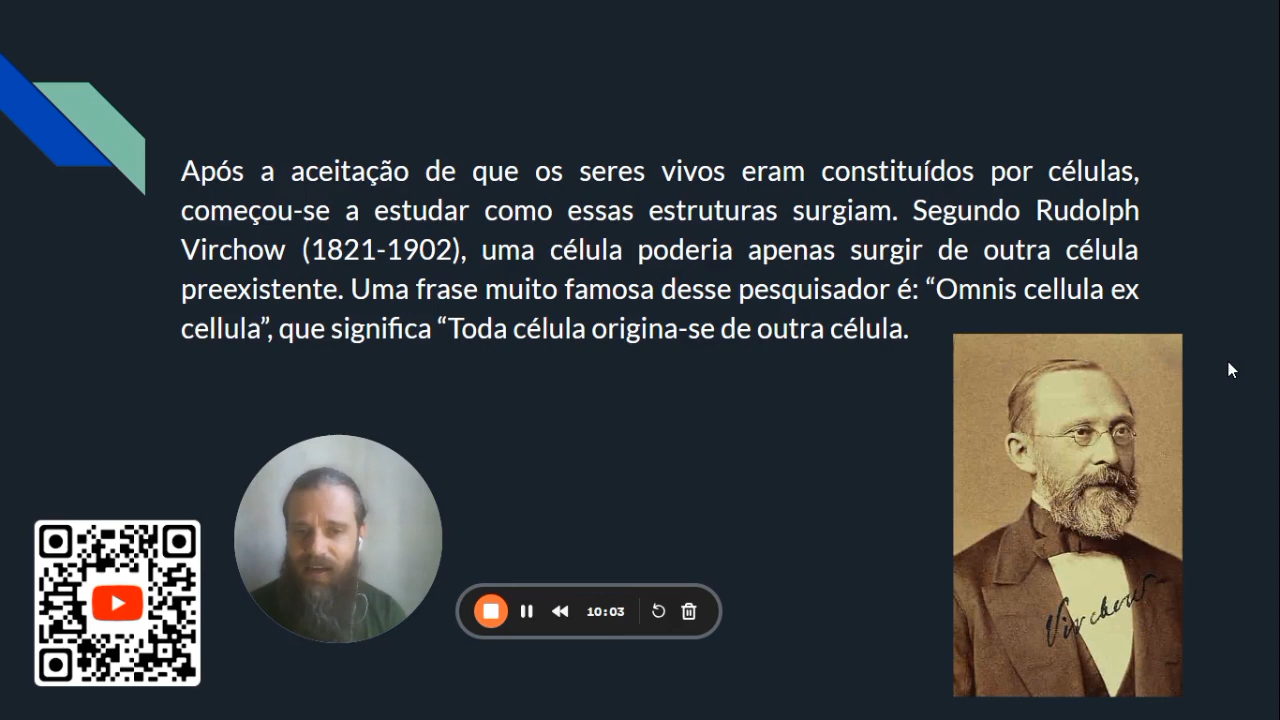 Após a aceitação de que os seres vivos eram constituídos por células,
começou-se a estudar como essas estruturas surgiam. Segundo Rudolph
Virchow (1821-1902), uma célula poderia apenas surgir de outra célula
preexistente. Uma frase muito famosa desse pesquisador é: “Omnis cellula ex
cellula”, que significa “Toda célula origina-se de outra célula.
Virchow
10:03